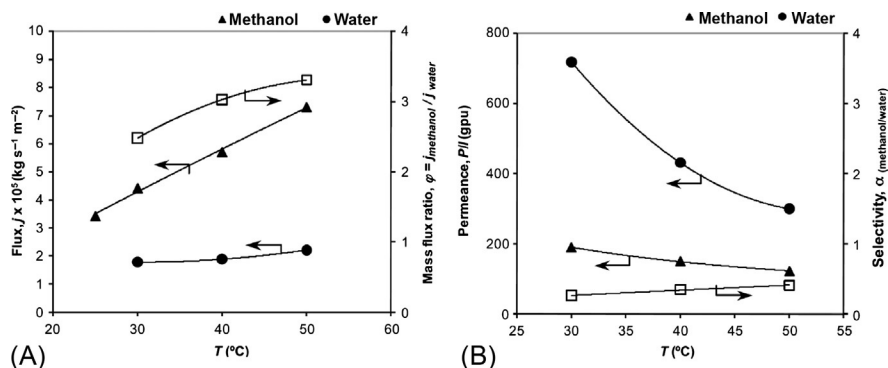 Methanol Water
10
9
8
7
6
5
4
3
2
1
0
4
3
2
1
0
20 30 40 50 60
Flux, j x 10⁵ (kg s⁻¹ m⁻²)
Mass flux ratio, φ = j methanol / j water
T (ºC)
(A)
Methanol Water
800
600
400
200
0
4
3
2
1
0
25 30 35 40 45 50 55
Permeance, P/l (gpu)
Selectivity, α (methanol/water)
T (ºC)
(B)